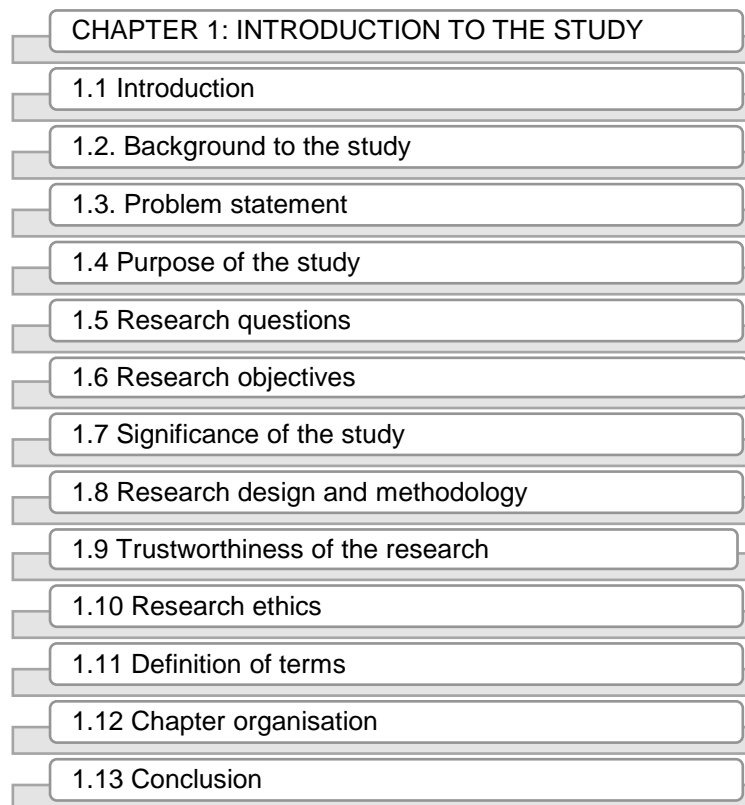 CHAPTER 1: INTRODUCTION TO THE STUDY
1.1 Introduction
1.2. Background to the study
1.3. Problem statement
1.4 Purpose of the study
1.5 Research questions
1.6 Research objectives
1.7 Significance of the study
1.8 Research design and methodology
1.9 Trustworthiness of the research
1.10 Research ethics
1.11 Definition of terms
1.12 Chapter organisation
1.13 Conclusion